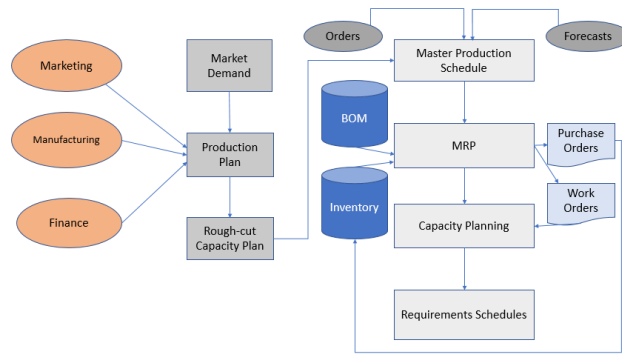 Orders
Forecasts
Marketing
Market
Demand
Master Production
Schedule
BOM
Manufacturing
Production
Plan
MRP
Purchase
Orders
Inventory
Work
Orders
Finance
Rough-cut
Capacity Plan
Capacity Planning
Requirements Schedules